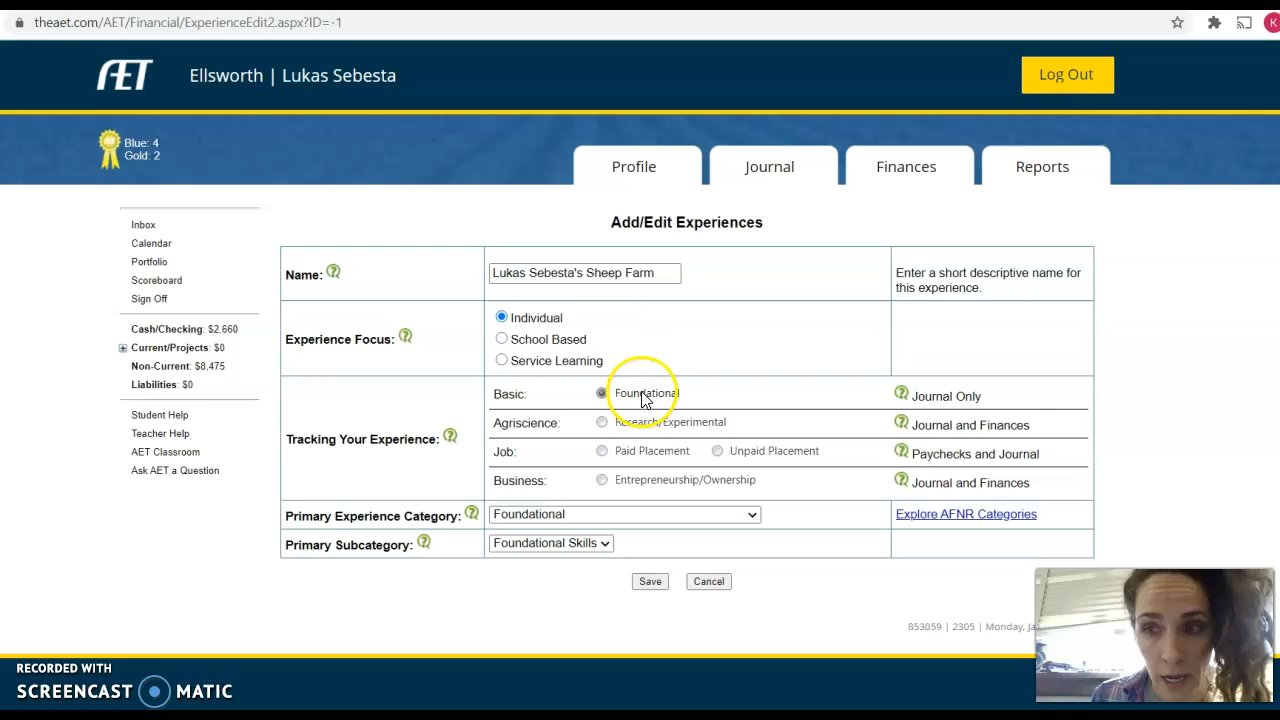 theaet.com/AET/Financial/ExperienceEdit2.aspx?ID=-1
K
AET
Ellsworth | Lukas Sebesta
Log Out
Blue: 4
Gold: 2
Profile
Journal
Finances
Reports
Inbox
Calendar
Portfolio
Scoreboard
Sign Off
Cash/Checking: $2,660
Current/Projects: $0
Non-Current: $8,475
Liabilities: $0
Student Help
Teacher Help
AET Classroom
Ask AET a Question
Add/Edit Experiences
Name: ?
Lukas Sebesta's Sheep Farm
Enter a short descriptive name for
this experience.
Experience Focus: ?
Individual
School Based
Service Learning
Tracking Your Experience: ?
Basic: Foundational ? Journal Only
Agriscience: Research/Experimental ? Journal and Finances
Job: Paid Placement Unpaid Placement ? Paychecks and Journal
Business: Entrepreneurship/Ownership ? Journal and Finances
Primary Experience Category: ? Foundational Explore AFNR Categories
Primary Subcategory: ? Foundational Skills
Save Cancel
853059 | 2305 | Monday,
RECORDED WITH
SCREENCAST MATIC